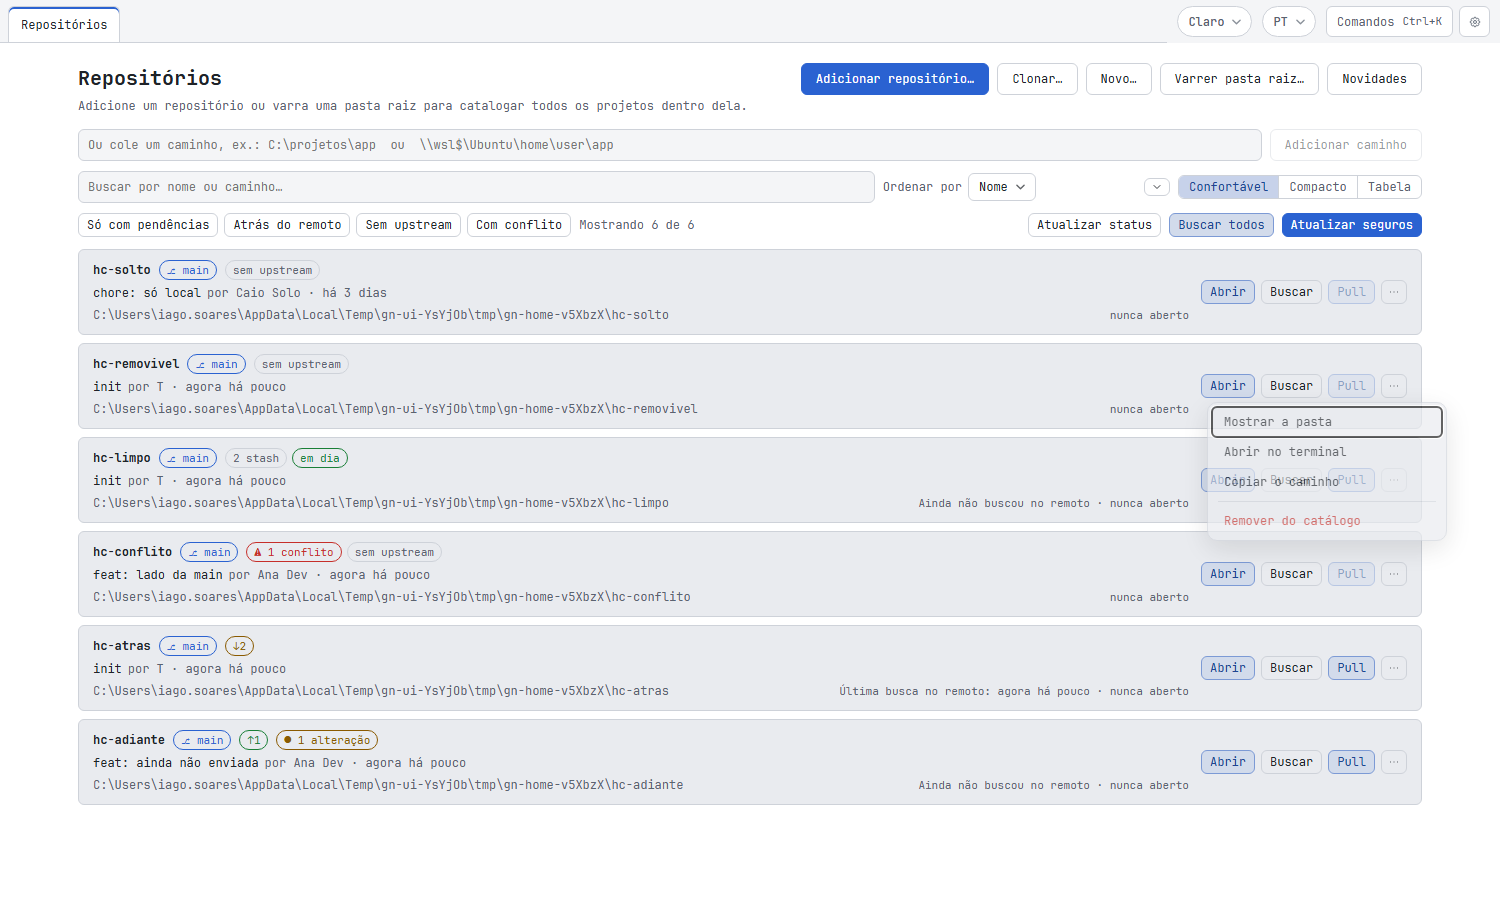 Repositórios
Claro
PT
Comandos Ctrl+K
Repositórios
Adicionar repositório…
Clonar…
Novo…
Varrer pasta raiz…
Novidades
Adicione um repositório ou varra uma pasta raiz para catalogar todos os projetos dentro dela.
Ou cole um caminho, ex.: C:\projetos\app  ou  \\wsl$\Ubuntu\home\user\app
Adicionar caminho
Buscar por nome ou caminho…
Ordenar por
Nome
Confortável
Compacto
Tabela
Só com pendências
Atrás do remoto
Sem upstream
Com conflito
Mostrando 6 de 6
Atualizar status
Buscar todos
Atualizar seguros
hc-solto main sem upstream
chore: só local por Caio Solo · há 3 dias
C:\Users\iago.soares\AppData\Local\Temp\gn-ui-YsYjOb\tmp\gn-home-v5XbzX\hc-solto
nunca aberto
Abrir
Buscar
Pull
···
hc-removivel main sem upstream
init por T · agora há pouco
C:\Users\iago.soares\AppData\Local\Temp\gn-ui-YsYjOb\tmp\gn-home-v5XbzX\hc-removivel
nunca aberto
Abrir
Buscar
Pull
···
Mostrar a pasta
Abrir no terminal
Copiar o caminho
Remover do catálogo
hc-limpo main 2 stash em dia
init por T · agora há pouco
C:\Users\iago.soares\AppData\Local\Temp\gn-ui-YsYjOb\tmp\gn-home-v5XbzX\hc-limpo
Ainda não buscou no remoto · nunca aberto
Abrir
Buscar
Pull
···
hc-conflito main 1 conflito sem upstream
feat: lado da main por Ana Dev · agora há pouco
C:\Users\iago.soares\AppData\Local\Temp\gn-ui-YsYjOb\tmp\gn-home-v5XbzX\hc-conflito
nunca aberto
Abrir
Buscar
Pull
···
hc-atras main ↓2
init por T · agora há pouco
C:\Users\iago.soares\AppData\Local\Temp\gn-ui-YsYjOb\tmp\gn-home-v5XbzX\hc-atras
Última busca no remoto: agora há pouco · nunca aberto
Abrir
Buscar
Pull
···
hc-adiante main ↑1 1 alteração
feat: ainda não enviada por Ana Dev · agora há pouco
C:\Users\iago.soares\AppData\Local\Temp\gn-ui-YsYjOb\tmp\gn-home-v5XbzX\hc-adiante
Ainda não buscou no remoto · nunca aberto
Abrir
Buscar
Pull
···